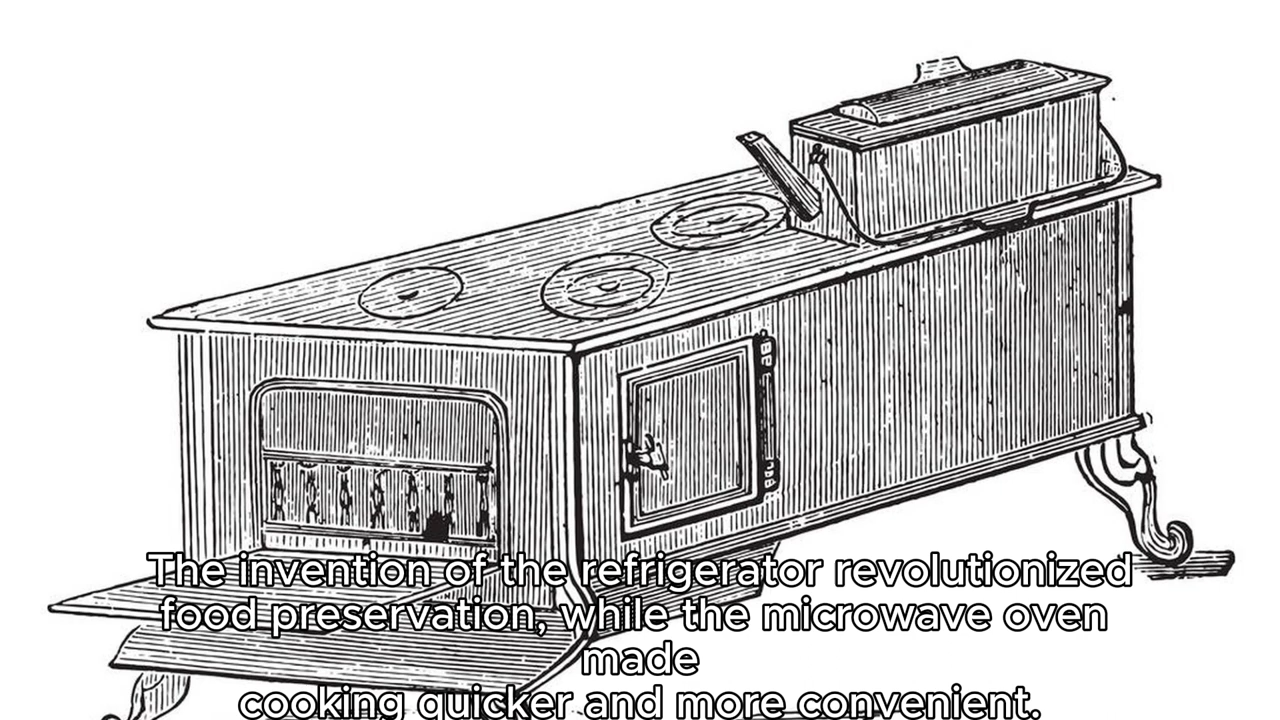 The invention of the refrigerator revolutionized
food preservation, while the microwave oven
made
cooking quicker and more convenient.